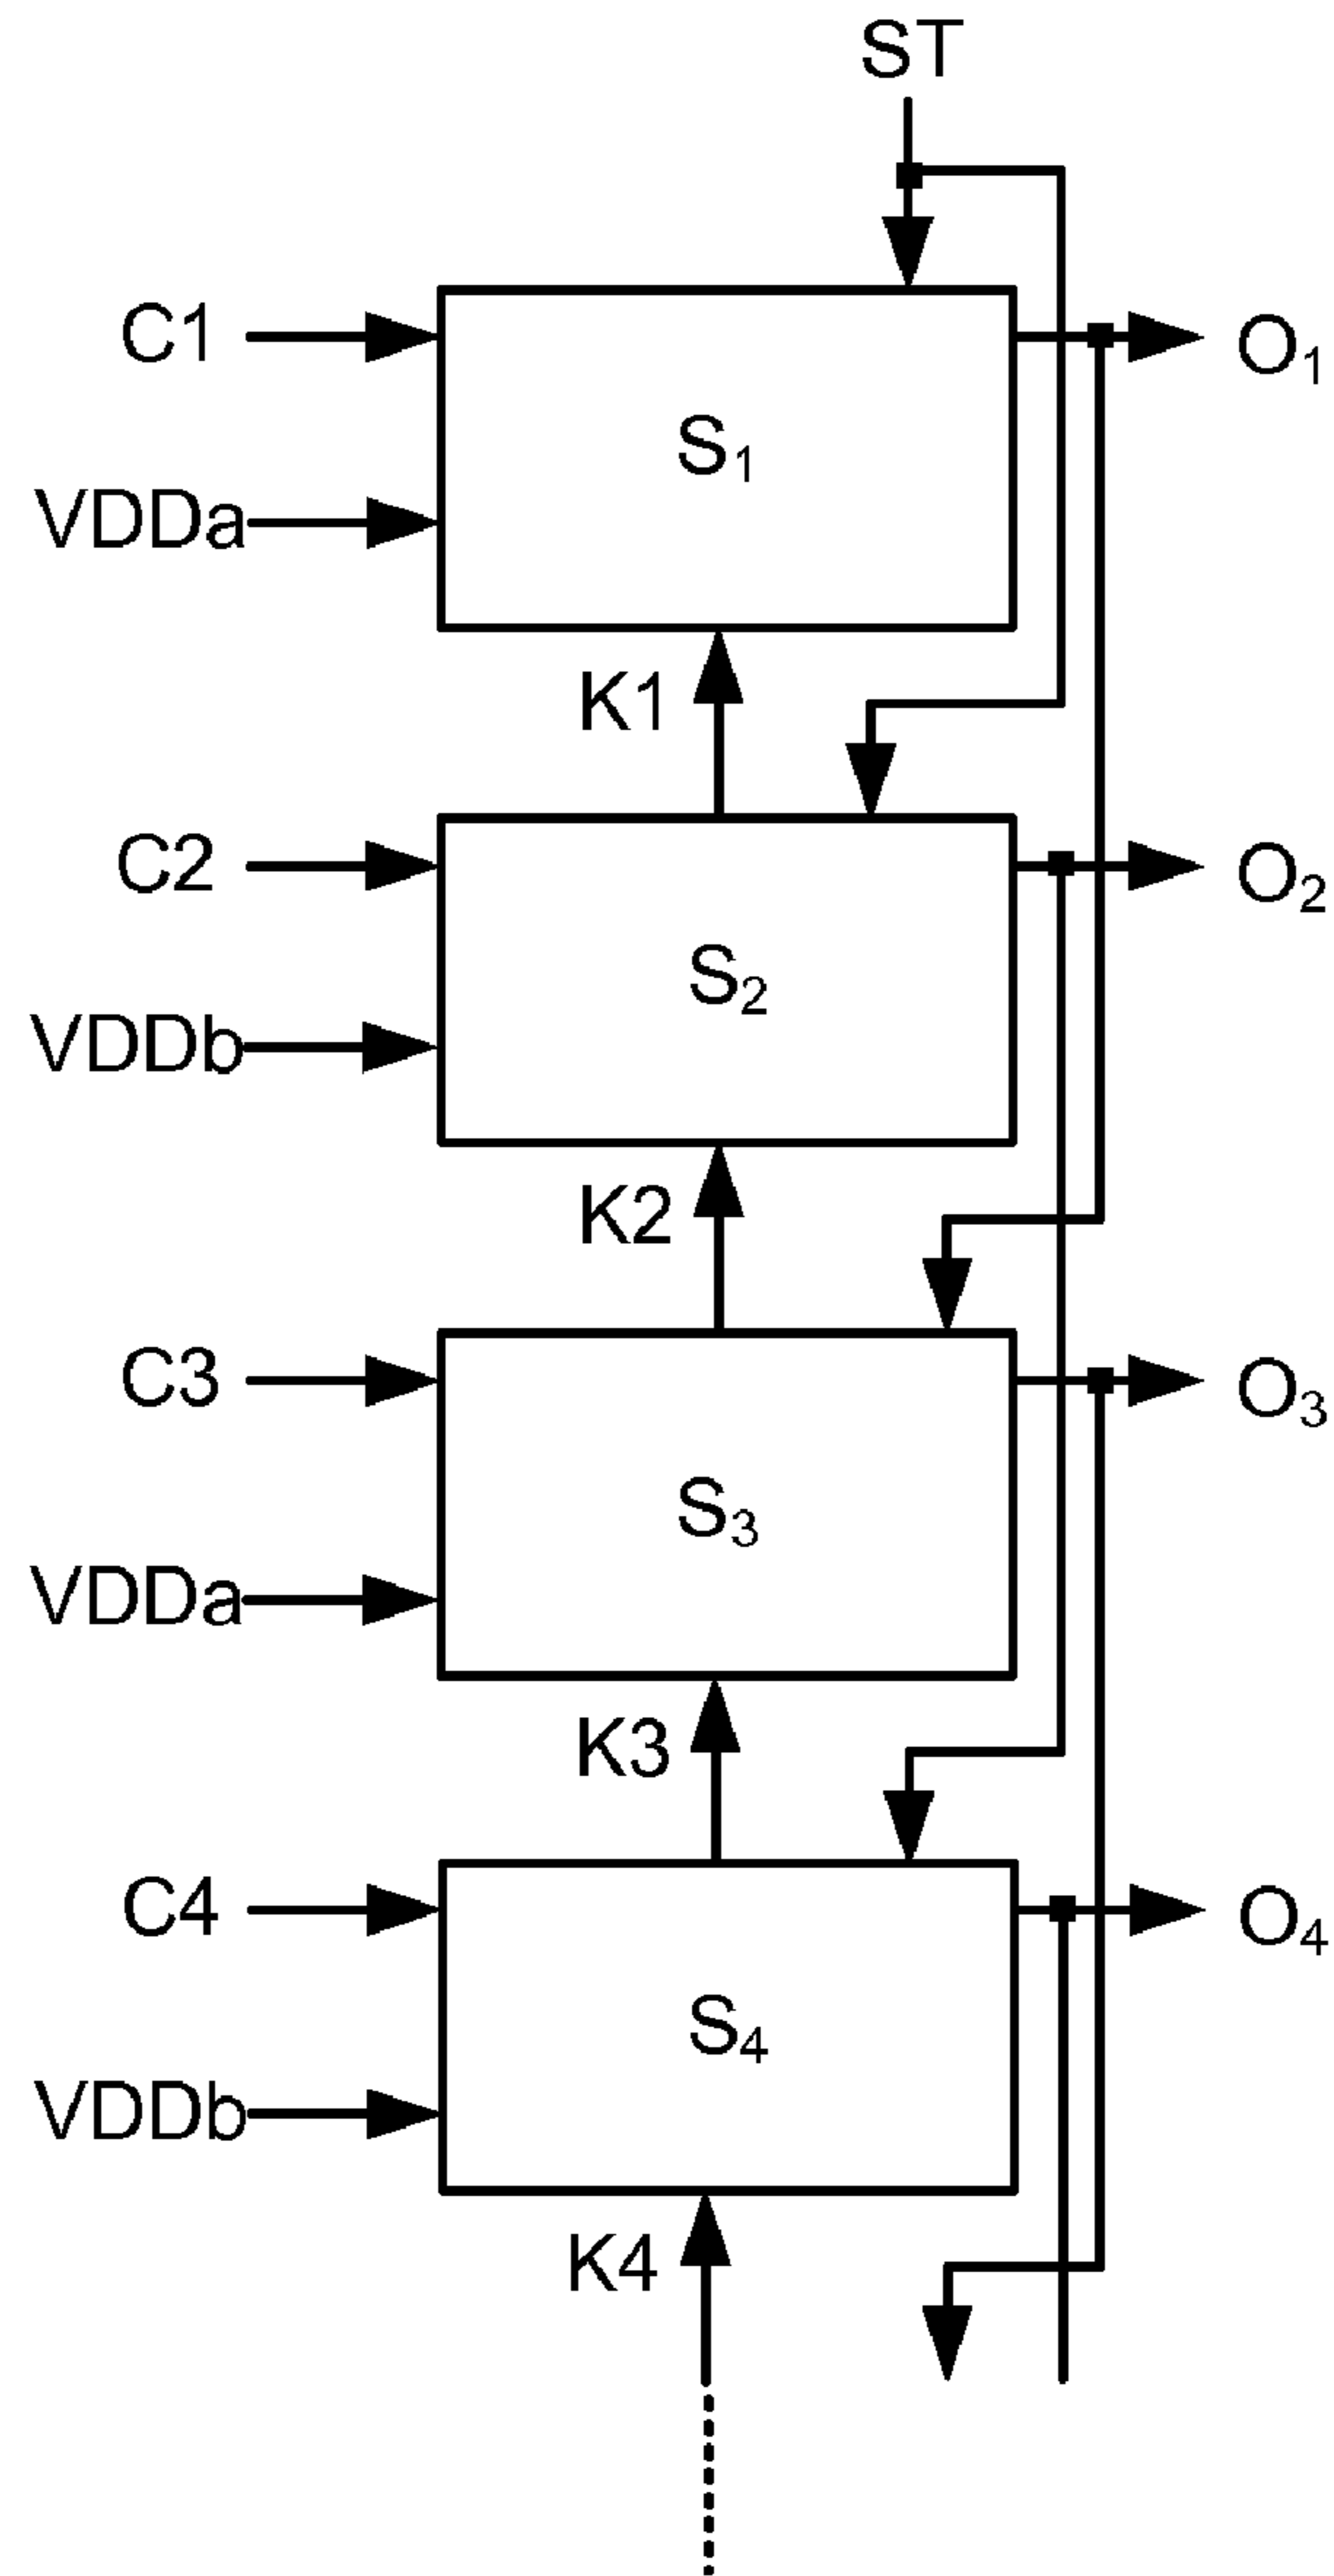 ST
C1
O₁
S₁
VDDa
K1
C2
O₂
S₂
VDDb
K2
C3
O₃
S₃
VDDa
K3
C4
O₄
S₄
VDDb
K4